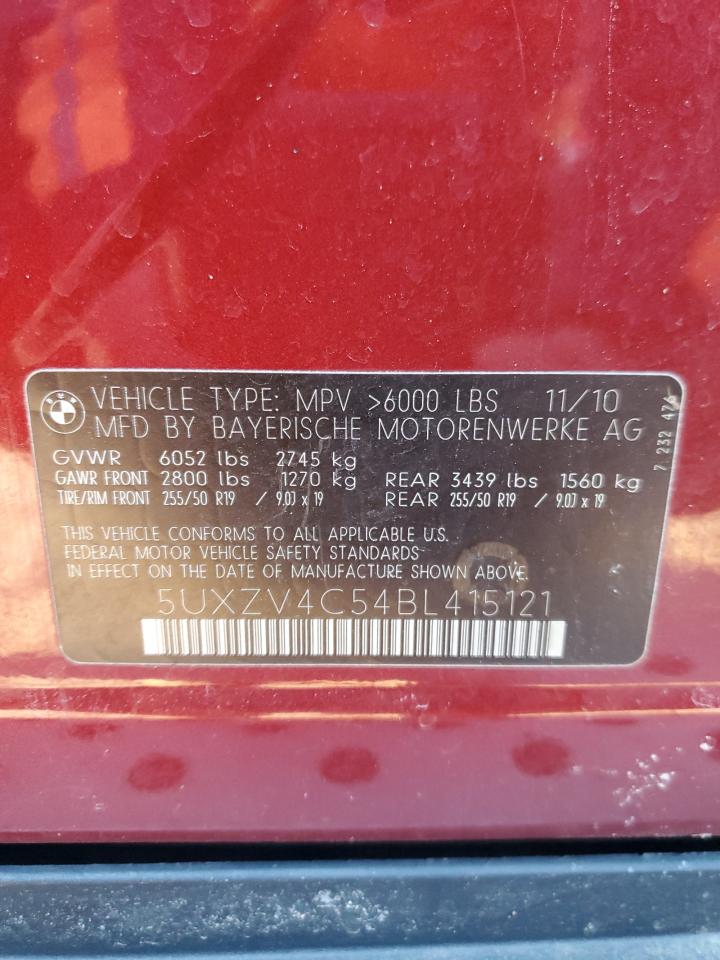 VEHICLE TYPE: MPV >6000 LBS 11/10
MFD BY BAYERISCHE MOTORENWERKE AG
GVWR 6052 lbs 2745 kg
GAWR FRONT 2800 lbs 1270 kg REAR 3439 lbs 1560 kg
TIRE/RIM FRONT 255/50 R19 / 9.0J x 19 REAR 255/50 R19 / 9.0J x 19
THIS VEHICLE CONFORMS TO ALL APPLICABLE U.S.
FEDERAL MOTOR VEHICLE SAFETY STANDARDS
IN EFFECT ON THE DATE OF MANUFACTURE SHOWN ABOVE.
5UXZV4C54BL415121
7 232 476